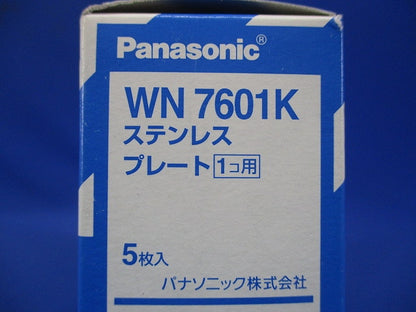 Panasonic®
WN 7601K
ステンレス
プレート 1コ用
5枚入
パナソニック株式会社